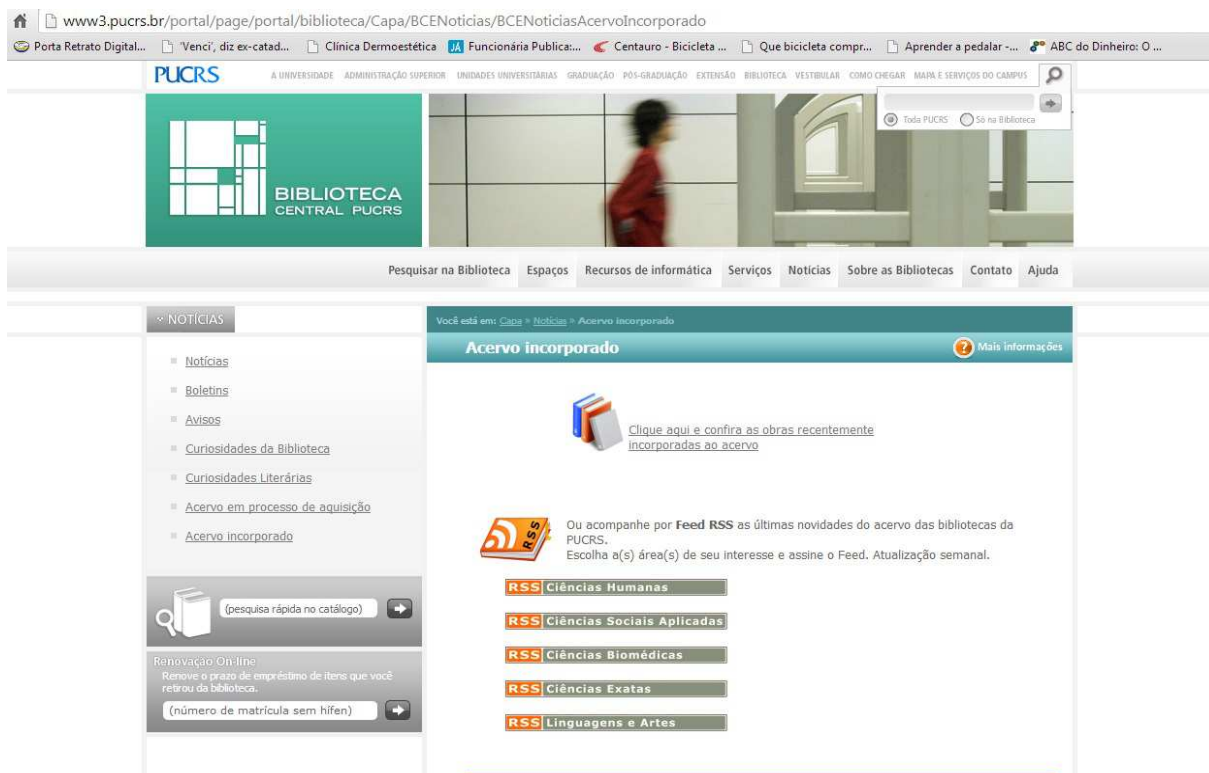 www3.pucrs.br/portal/page/portal/biblioteca/Capa/BCENoticias/BCENoticiasAcervoIncorporado
Porta Retrato Digital... 'Venci', diz ex-catad... Clínica Dermoestética JA Funcionária Publica:... Centauro - Bicicleta ... Que bicicleta compr... Aprender a pedalar -... ABC do Dinheiro: O ...
PUCRS A UNIVERSIDADE ADMINISTRAÇÃO SUPERIOR UNIDADES UNIVERSITÁRIAS GRADUAÇÃO PÓS-GRADUAÇÃO EXTENSÃO BIBLIOTECA VESTIBULAR COMO CHEGAR MAPA E SERVIÇOS DO CAMPUS
Toda PUCRS Só na Biblioteca
BIBLIOTECA
CENTRAL PUCRS
Pesquisar na Biblioteca Espaços Recursos de informática Serviços Notícias Sobre as Bibliotecas Contato Ajuda
NOTÍCIAS
Notícias
Boletins
Avisos
Curiosidades da Biblioteca
Curiosidades Literárias
Acervo em processo de aquisição
Acervo incorporado
(pesquisa rápida no catálogo)
Renovação On-line
Renove o prazo de empréstimo de itens que você
retirou da biblioteca.
(número de matrícula sem hífen)
Você está em: Capa » Notícias » Acervo incorporado
Acervo incorporado
? Mais informações
Clique aqui e confira as obras recentemente
incorporadas ao acervo
RSS
Ou acompanhe por Feed RSS as últimas novidades do acervo das bibliotecas da
PUCRS.
Escolha a(s) área(s) de seu interesse e assine o Feed. Atualização semanal.
RSS Ciências Humanas
RSS Ciências Sociais Aplicadas
RSS Ciências Biomédicas
RSS Ciências Exatas
RSS Linguagens e Artes